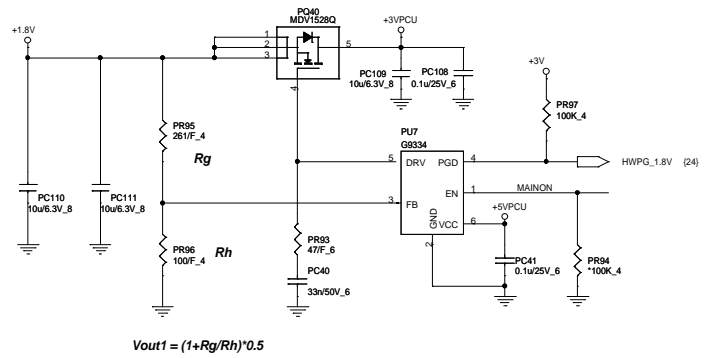 PQ40
MDV1528Q
+1.8V
+3VPCU
1
2
3
5
4
PC109
10u/6.3V_8
PC108
0.1u/25V_6
+3V
PR97
100K_4
PR95
261/F_4
Rg
PU7
G9334
5
DRV
PGD
4
HWPG_1.8V {24}
EN
1
MAINON
3
FB
GND
VCC
6
2
+5VPCU
PC110
10u/6.3V_8
PC111
10u/6.3V_8
PR96
100/F_4
Rh
PR93
47/F_6
PC40
33n/50V_6
PC41
0.1u/25V_6
PR94
*100K_4
Vout1 = (1+Rg/Rh)*0.5